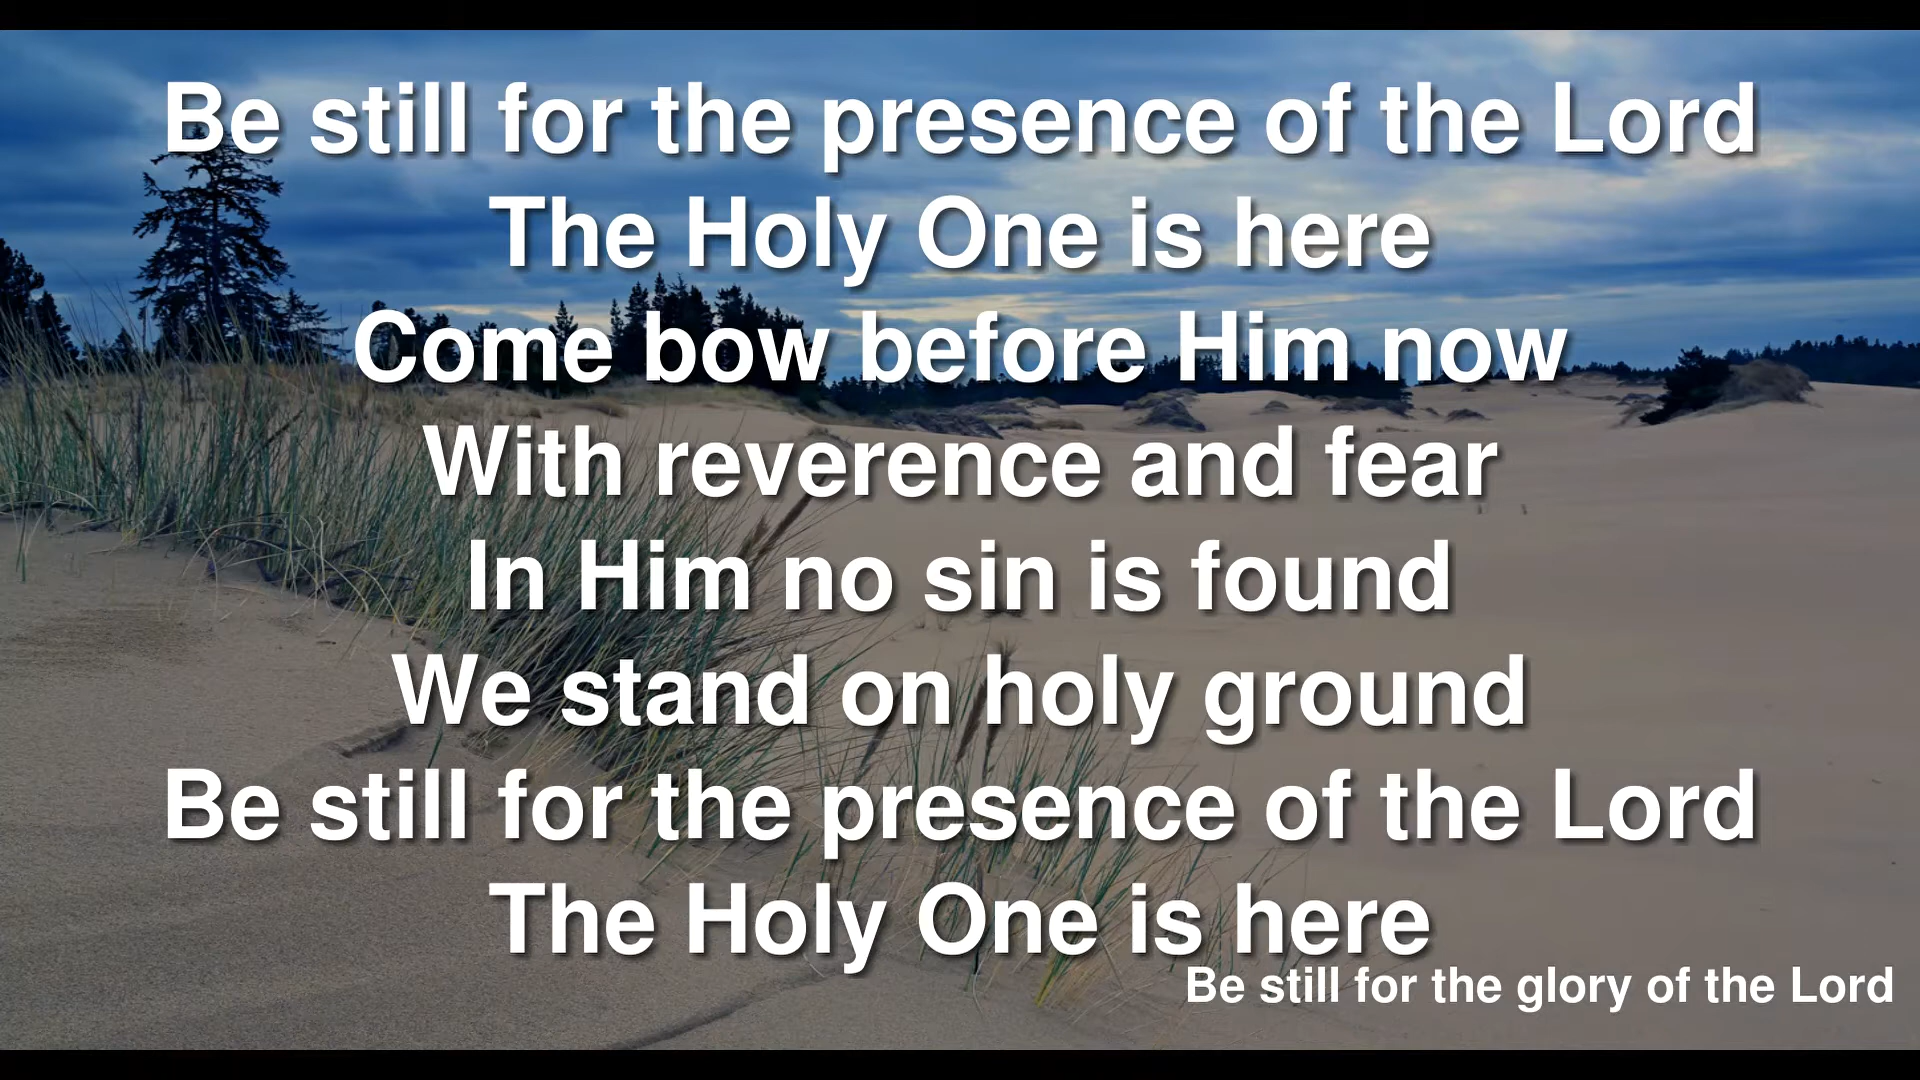 Be still for the presence of the Lord
The Holy One is here
Come bow before Him now
With reverence and fear
In Him no sin is found
We stand on holy ground
Be still for the presence of the Lord
The Holy One is here
Be still for the glory of the Lord